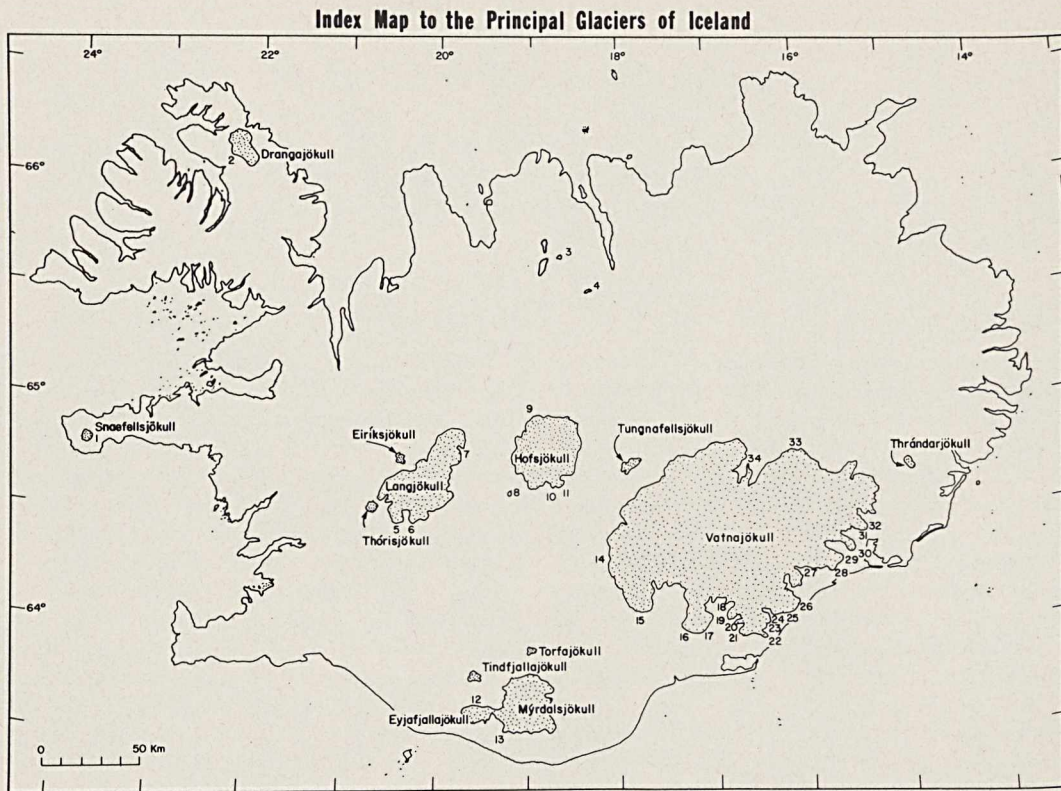 Index Map to the Principal Glaciers of Iceland
24° 22° 20° 18° 16° 14°
2 Drangajökull
66°
3
4
65°
Snaefellsjökull
1
9
Eiríksjökull
7
Hofsjökull
Tungnafellsjökull
33
34
Thrándarjökull
Langjökull
8 10 11
5 6
Thórisjökull
Vatnajökull
32
31
14
29 30
27 28
64°
15
18
26
19
24 25
16 17
20
23
21
22
Torfajökull
Tindfjallajökull
12
Eyjafjallajökull
Mýrdalsjökull
13
0 50 Km